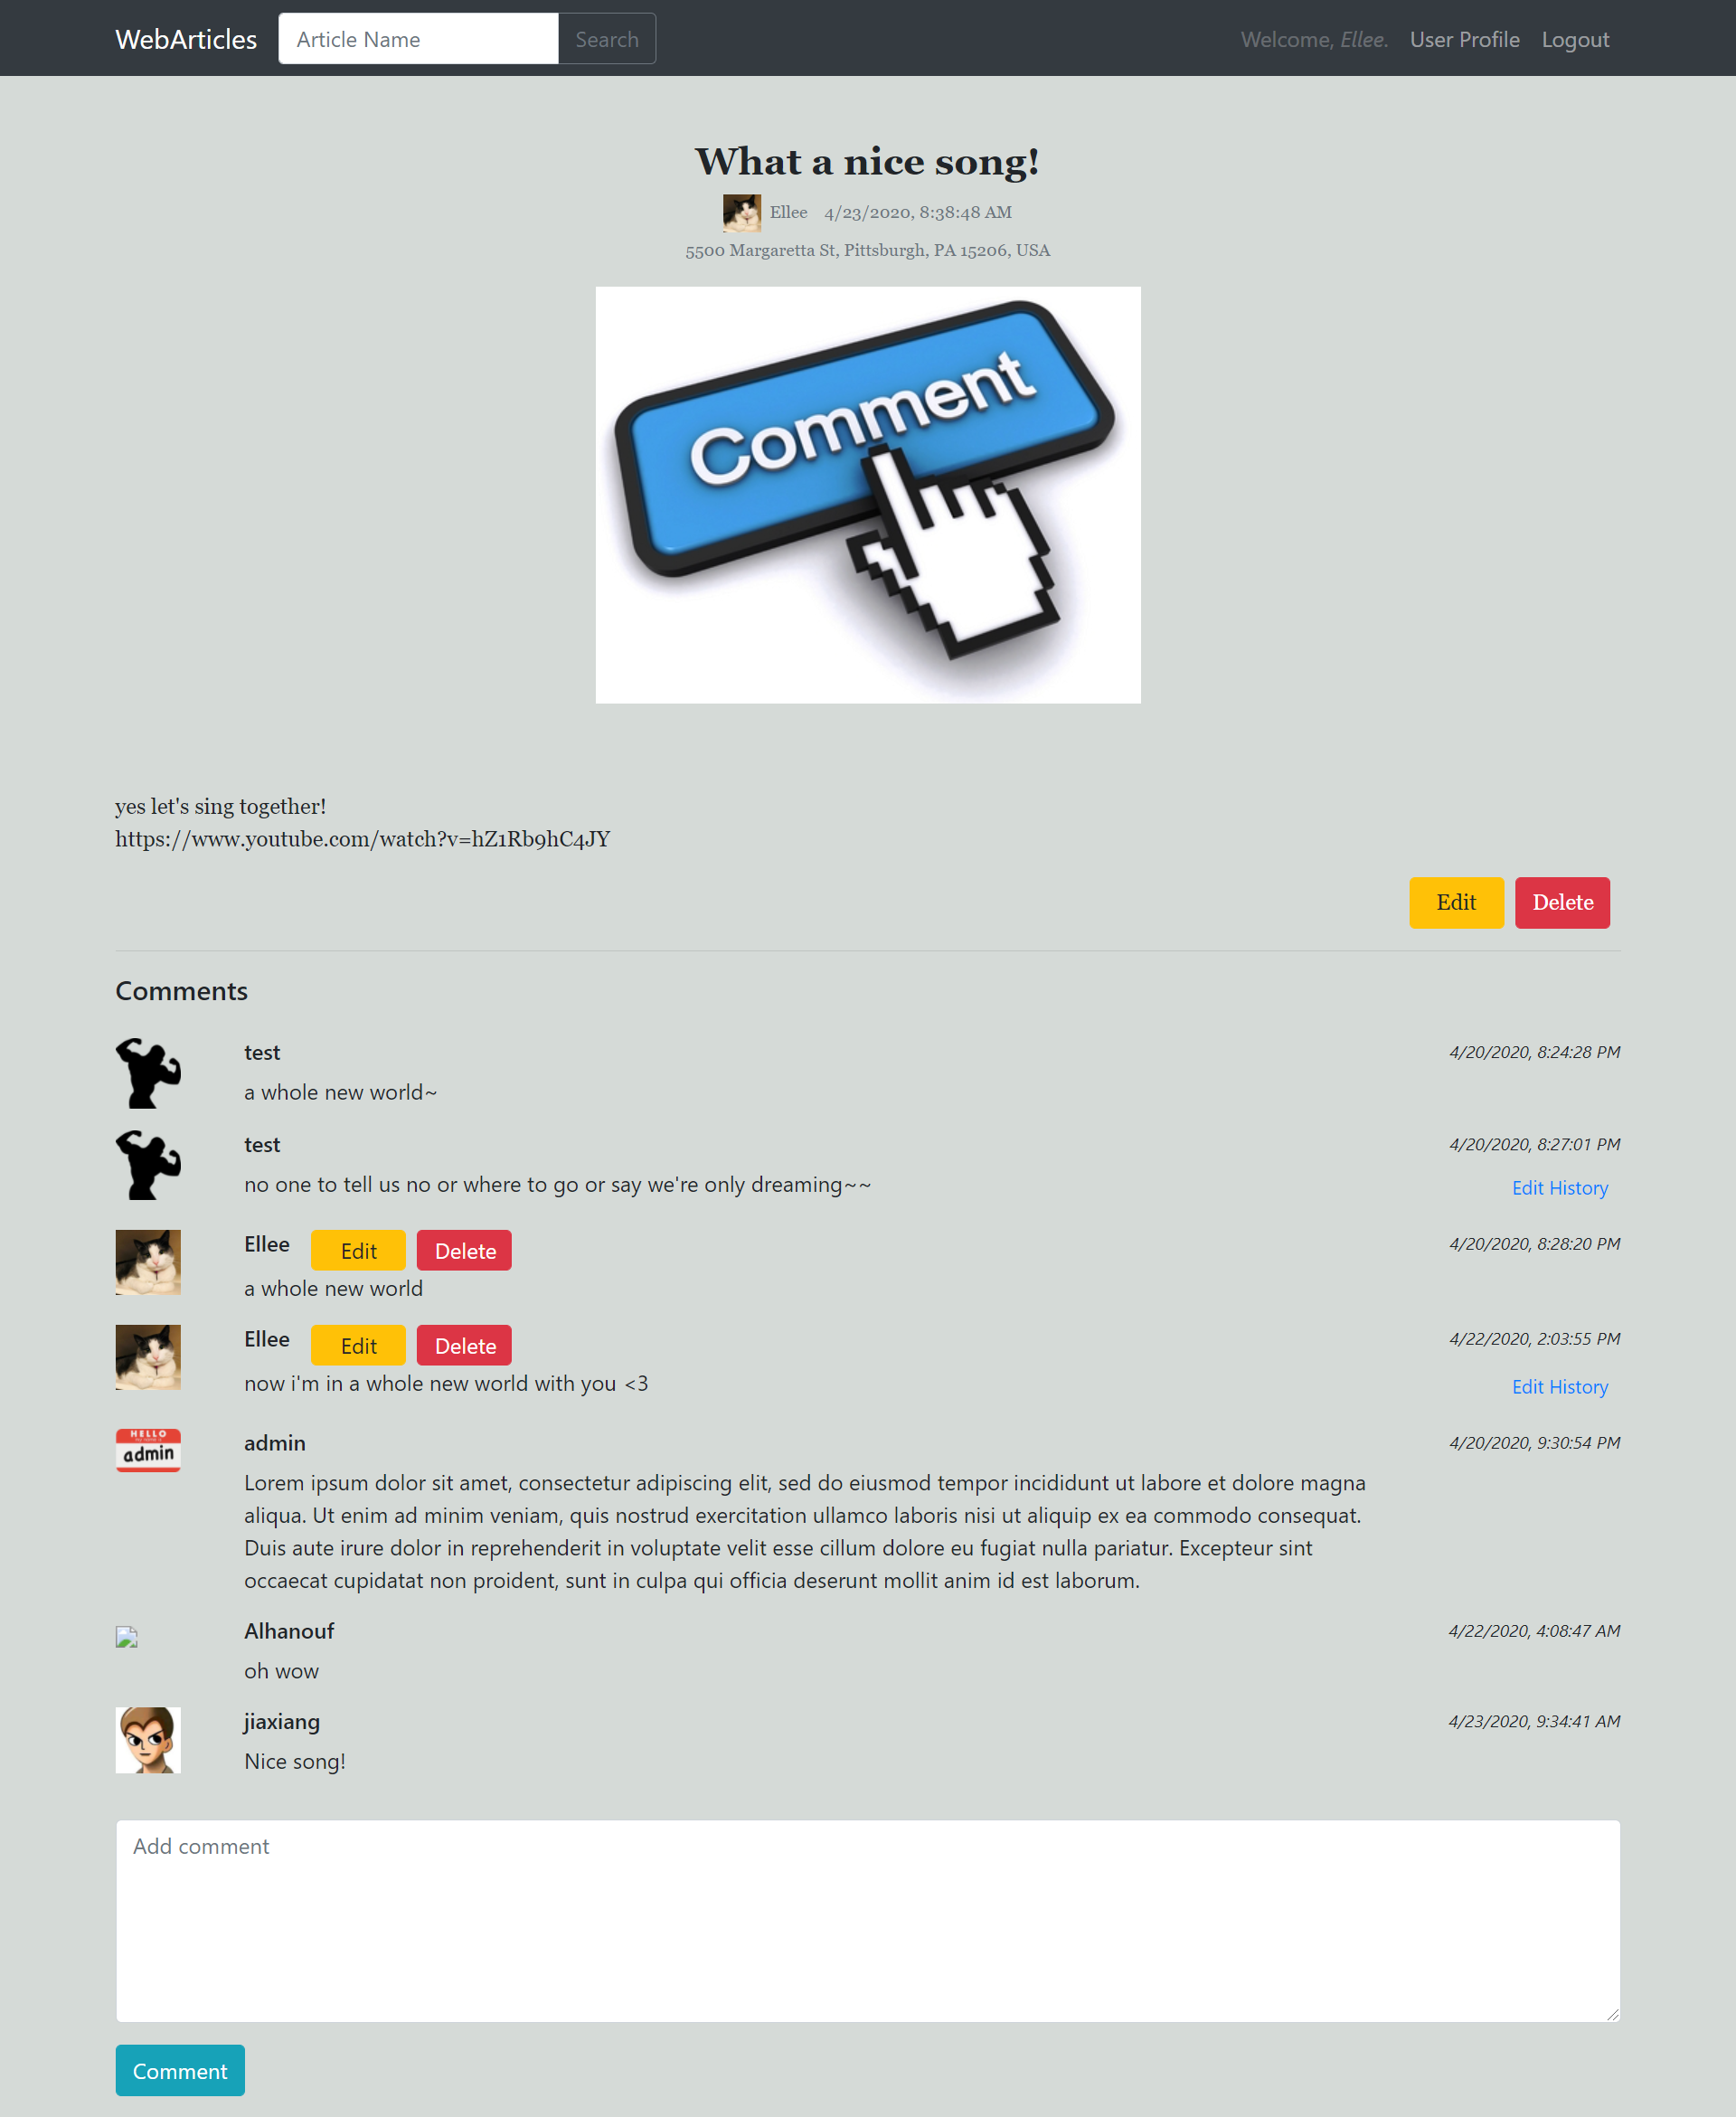 WebArticles
Article Name
Search
Welcome, Ellee.
User Profile
Logout
What a nice song!
Ellee 4/23/2020, 8:38:48 AM
5500 Margaretta St, Pittsburgh, PA 15206, USA
Comment
yes let's sing together!
https://www.youtube.com/watch?v=hZ1Rb9hC4JY
Edit
Delete
Comments
test
4/20/2020, 8:24:28 PM
a whole new world~
test
4/20/2020, 8:27:01 PM
no one to tell us no or where to go or say we're only dreaming~~
Edit History
Ellee
Edit
Delete
4/20/2020, 8:28:20 PM
a whole new world
Ellee
Edit
Delete
4/22/2020, 2:03:55 PM
now i'm in a whole new world with you <3
Edit History
HELLO
my name is
admin
admin
4/20/2020, 9:30:54 PM
Lorem ipsum dolor sit amet, consectetur adipiscing elit, sed do eiusmod tempor incididunt ut labore et dolore magna
aliqua. Ut enim ad minim veniam, quis nostrud exercitation ullamco laboris nisi ut aliquip ex ea commodo consequat.
Duis aute irure dolor in reprehenderit in voluptate velit esse cillum dolore eu fugiat nulla pariatur. Excepteur sint
occaecat cupidatat non proident, sunt in culpa qui officia deserunt mollit anim id est laborum.
Alhanouf
4/22/2020, 4:08:47 AM
oh wow
jiaxiang
4/23/2020, 9:34:41 AM
Nice song!
Add comment
Comment